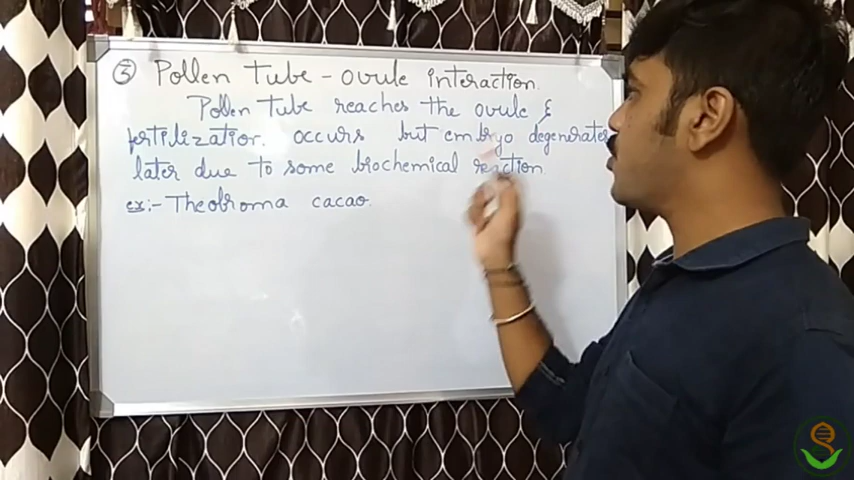 ③ Pollen Tube - ovule interaction.
Pollen Tube reaches the ovule &
fertilization. occurs but embryo degenerates
later due to some biochemical reaction.
ex:- Theobroma cacao.